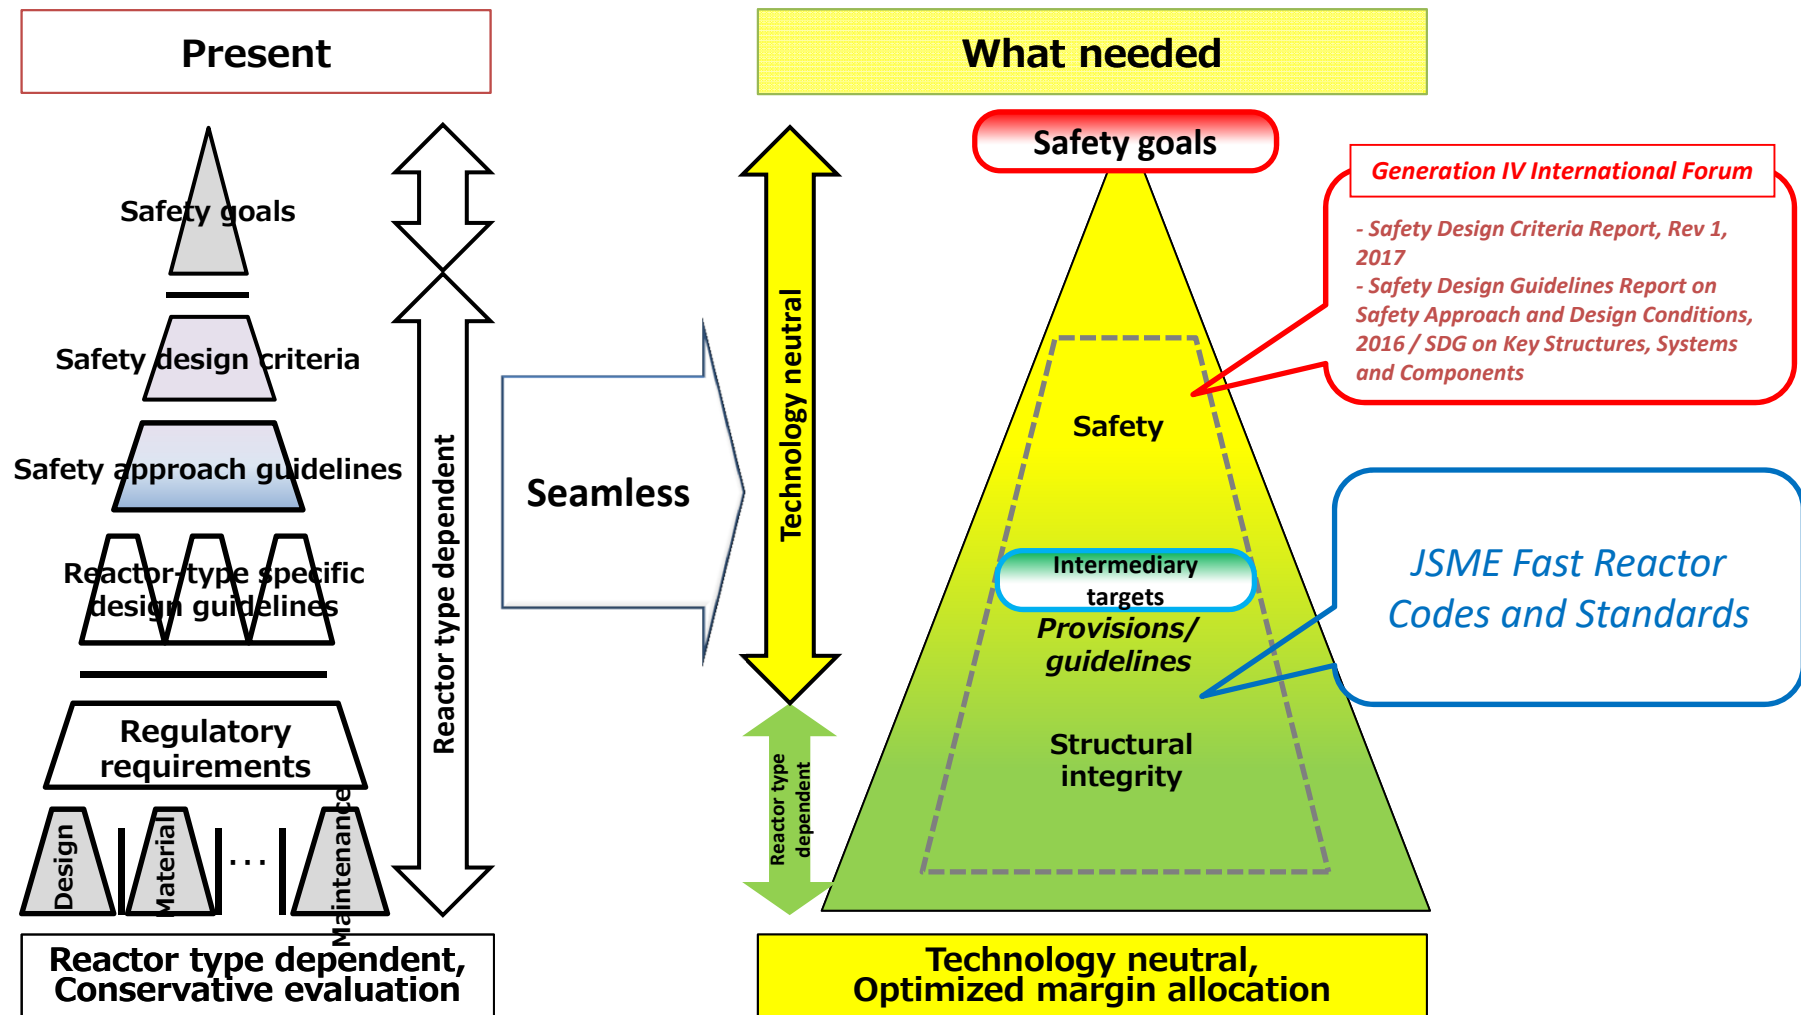 Present
Safety goals
Safety design criteria
Safety approach guidelines
Reactor-type specific
design guidelines
Regulatory
requirements
Design
Material
...
Maintenance
Reactor type dependent
Reactor type dependent,
Conservative evaluation
Seamless
What needed
Technology neutral
Reactor type
dependent
Safety goals
Safety
Intermediary
targets
Provisions/
guidelines
Structural
integrity
Generation IV International Forum
- Safety Design Criteria Report, Rev 1,
2017
- Safety Design Guidelines Report on
Safety Approach and Design Conditions,
2016 / SDG on Key Structures, Systems
and Components
JSME Fast Reactor
Codes and Standards
Technology neutral,
Optimized margin allocation